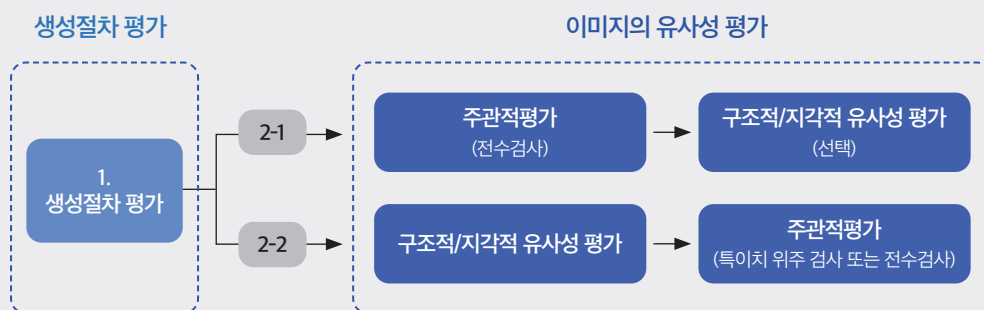 생성절차 평가
이미지의 유사성 평가
1.
생성절차 평가
2-1
주관적평가
(전수검사)
구조적/지각적 유사성 평가
(선택)
2-2
구조적/지각적 유사성 평가
주관적평가
(특이치 위주 검사 또는 전수검사)